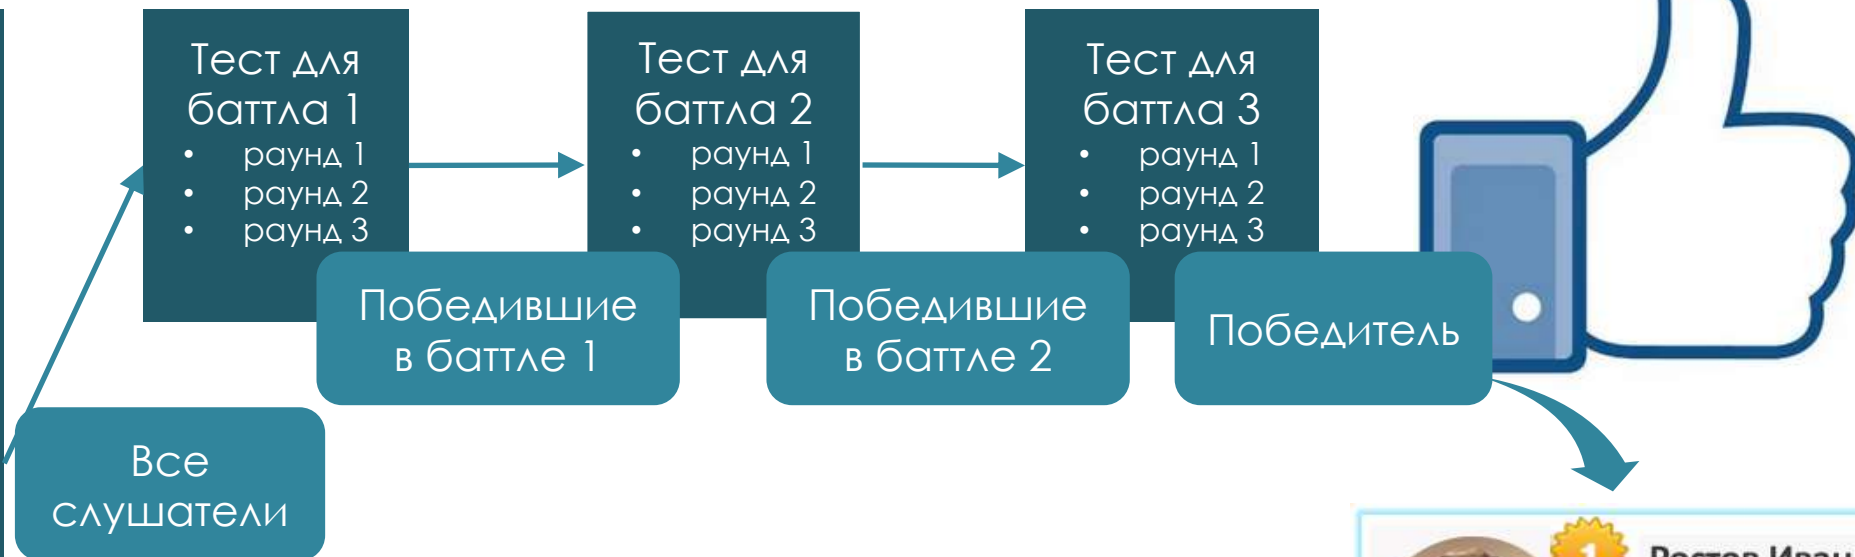 Тест для
баттла 1
• раунд 1
• раунд 2
• раунд 3
Тест для
баттла 2
• раунд 1
• раунд 2
• раунд 3
Тест для
баттла 3
• раунд 1
• раунд 2
• раунд 3
Победившие
в баттле 1
Победившие
в баттле 2
Победитель
Все
слушатели
1